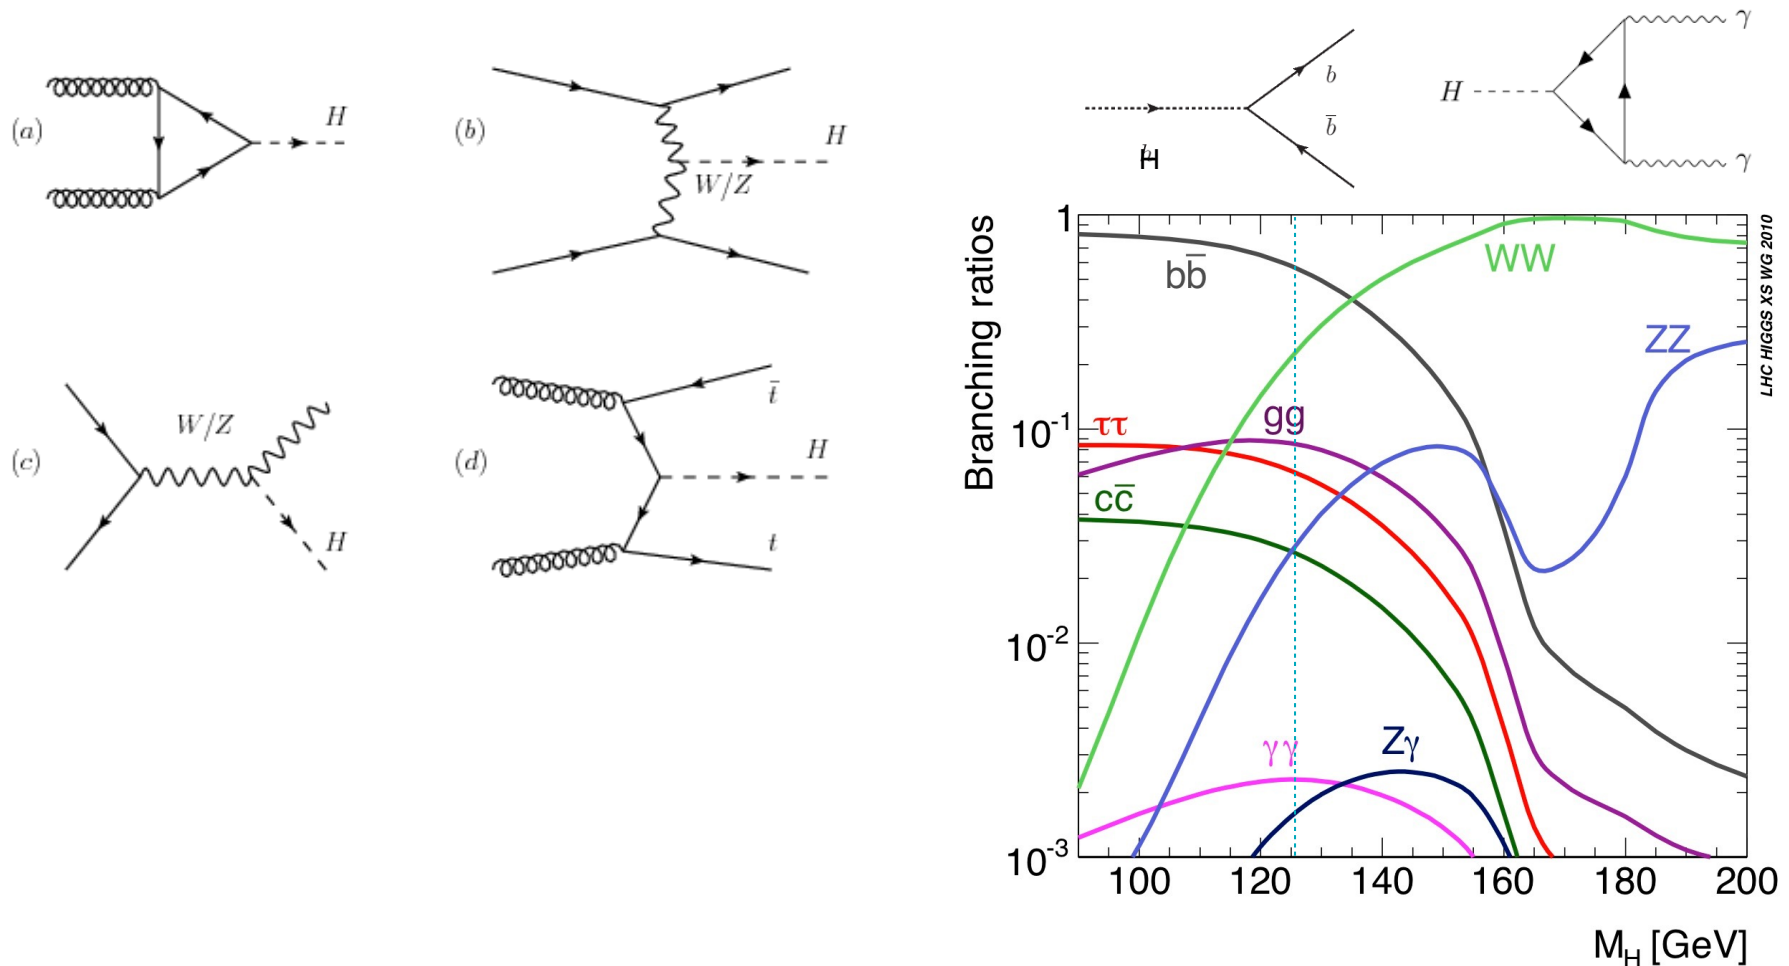 (a)
H
(b)
H
W/Z
(c)
W/Z
H
(d)
t̄
H
t
H
b
b̄
H
γ
γ
Branching ratios
1
10⁻¹
10⁻²
10⁻³
bb̄
WW
ZZ
ττ
gg
cc̄
γγ
Zγ
100 120 140 160 180 200
M_H [GeV]
LHC HIGGS XS WG 2010